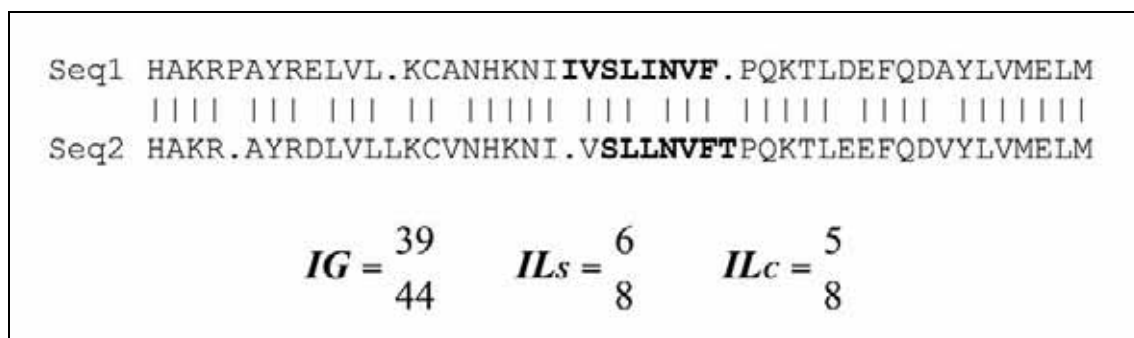 Seq1 HAKRPAYRELVL.KCANHKNIIVSLINVF.PQKTLDEFQDAYLVMELM
|||| ||| ||| || ||||| ||| ||| ||||| |||| |||||||
Seq2 HAKR.AYRDLVLLKCVNHKNI.VSLLNVFTPQKTLEEFQDVYLVMELM
IG = 39 / 44 ILs = 6 / 8 ILc = 5 / 8